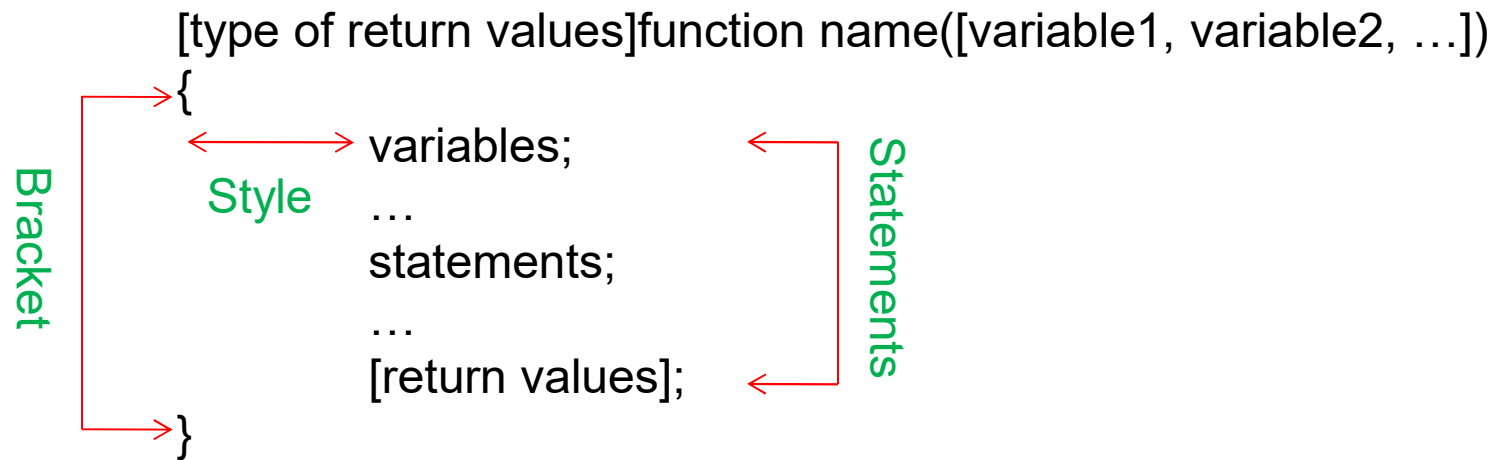 [type of return values]function name([variable1, variable2, …])
{
variables;
Style
…
statements;
…
[return values];
}
Bracket
Statements